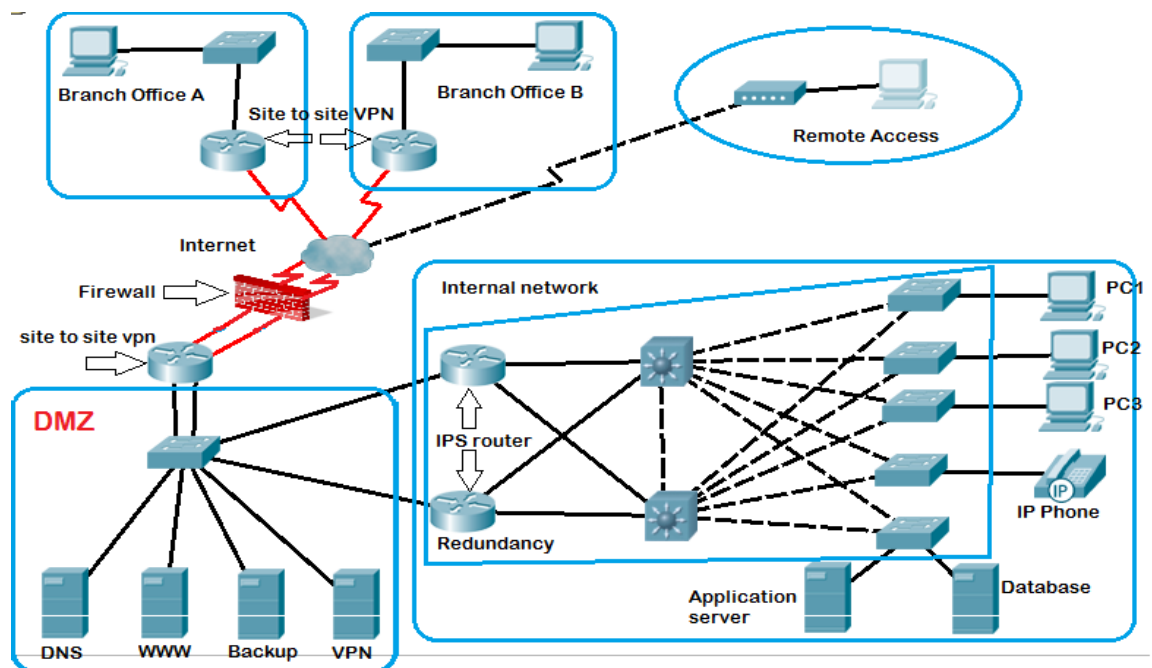 Branch Office A
Branch Office B
Site to site VPN
Remote Access
Internet
Firewall
site to site vpn
Internal network
PC1
PC2
PC3
IP
IP Phone
DMZ
IPS router
Redundancy
Application
server
Database
DNS
WWW
Backup
VPN